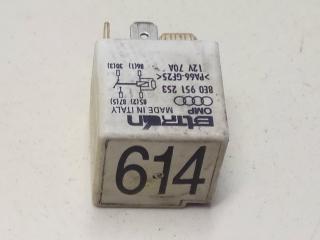 Bitron
OMP
MADE IN ITALY
8E0 951 253
>PA66-GF25<
12V 70A
86(1) 30(3)
85(2) 87(5)
614